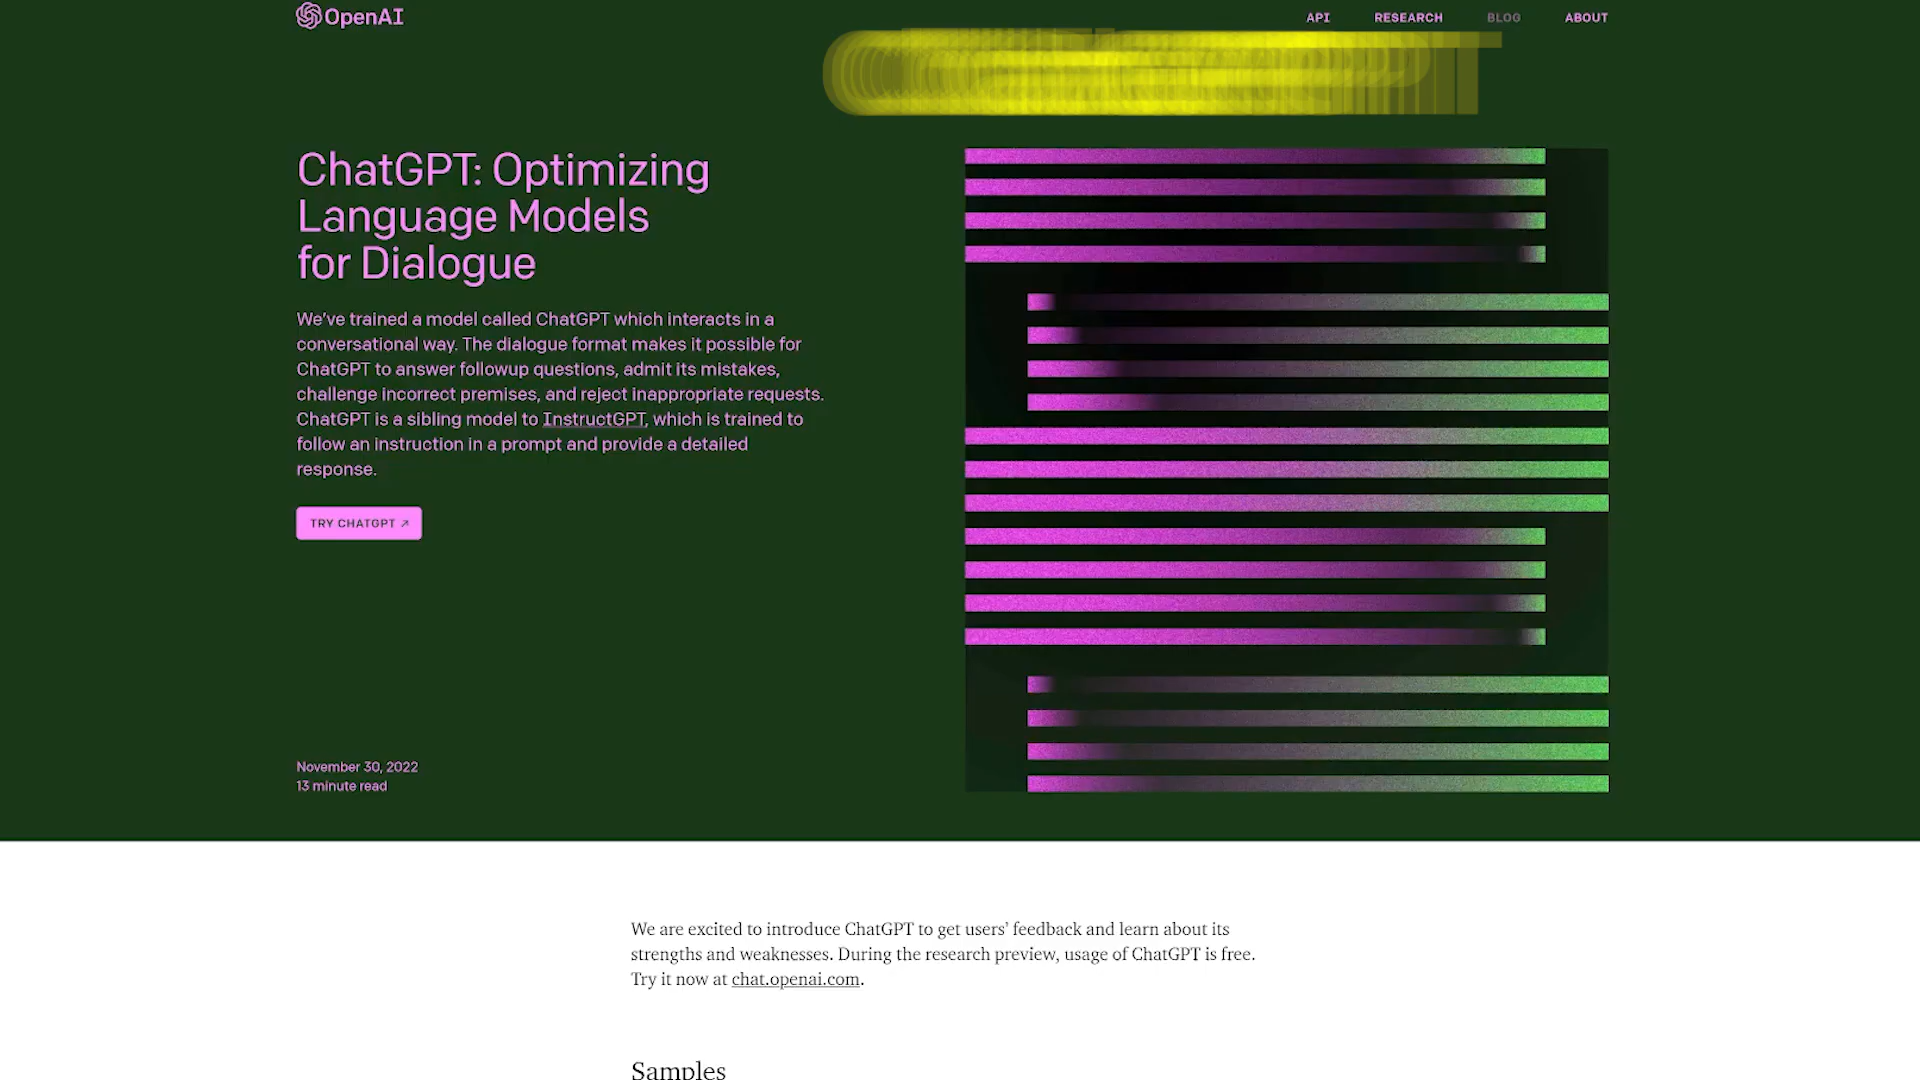 OpenAI
API RESEARCH BLOG ABOUT
ChatGPT: Optimizing
Language Models
for Dialogue
We've trained a model called ChatGPT which interacts in a
conversational way. The dialogue format makes it possible for
ChatGPT to answer followup questions, admit its mistakes,
challenge incorrect premises, and reject inappropriate requests.
ChatGPT is a sibling model to InstructGPT, which is trained to
follow an instruction in a prompt and provide a detailed
response.
TRY CHATGPT ↗
November 30, 2022
13 minute read
We are excited to introduce ChatGPT to get users' feedback and learn about its
strengths and weaknesses. During the research preview, usage of ChatGPT is free.
Try it now at chat.openai.com.
Samples